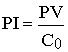 PI = PV / C₀